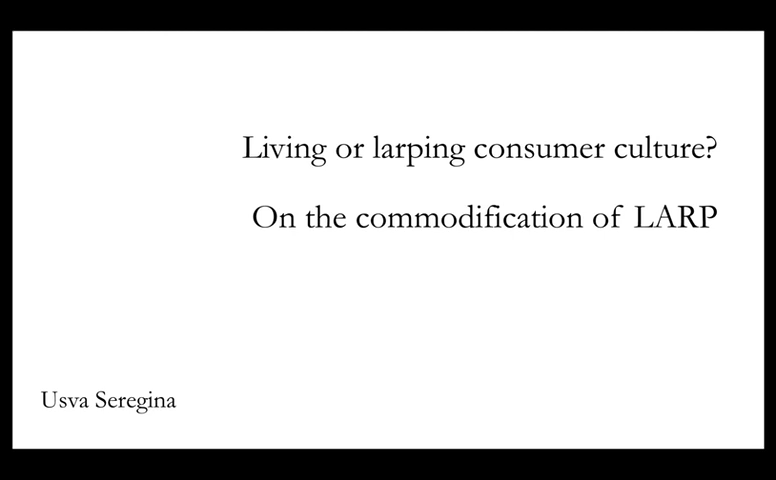 Living or larping consumer culture?
On the commodification of LARP
Usva Seregina